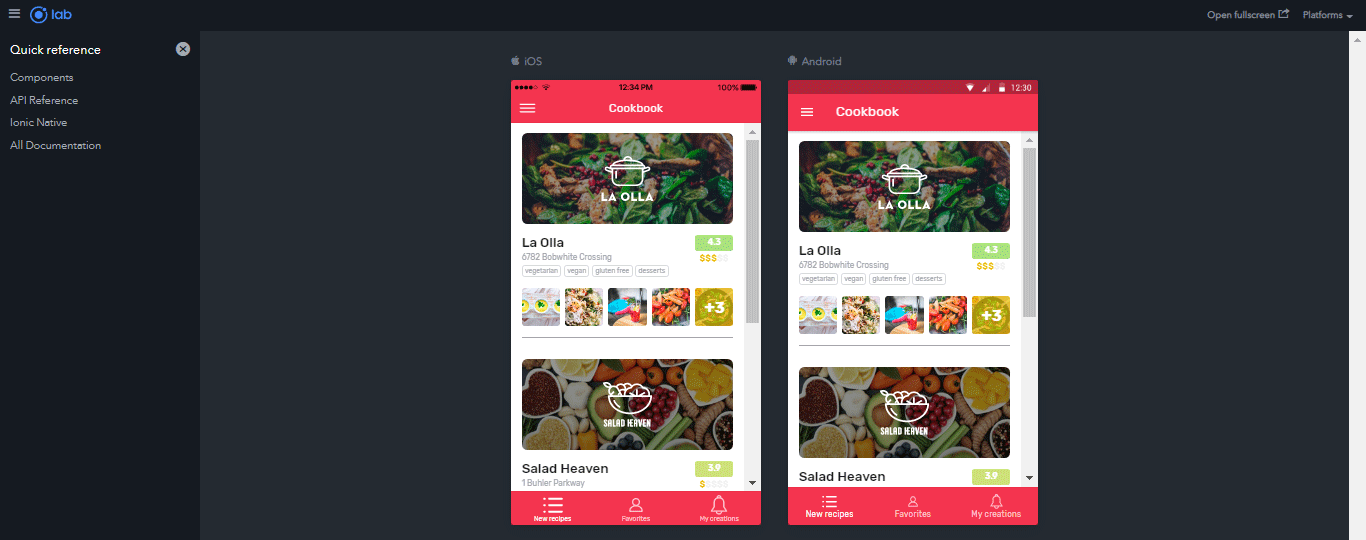 lab
Open fullscreen
Platforms
Quick reference
Components
API Reference
Ionic Native
All Documentation
iOS
12:34 PM
100%
Cookbook
LA OLLA
La Olla
4.3
6782 Bobwhite Crossing
$$$$$
vegetarian
vegan
gluten free
desserts
+3
SALAD HEAVEN
Salad Heaven
3.9
1 Buhler Parkway
$$$$$
New recipes
Favorites
My creations
Android
12:30
Cookbook
LA OLLA
La Olla
4.3
6782 Bobwhite Crossing
$$$$$
vegetarian
vegan
gluten free
desserts
+3
SALAD HEAVEN
Salad Heaven
3.9
New recipes
Favorites
My creations